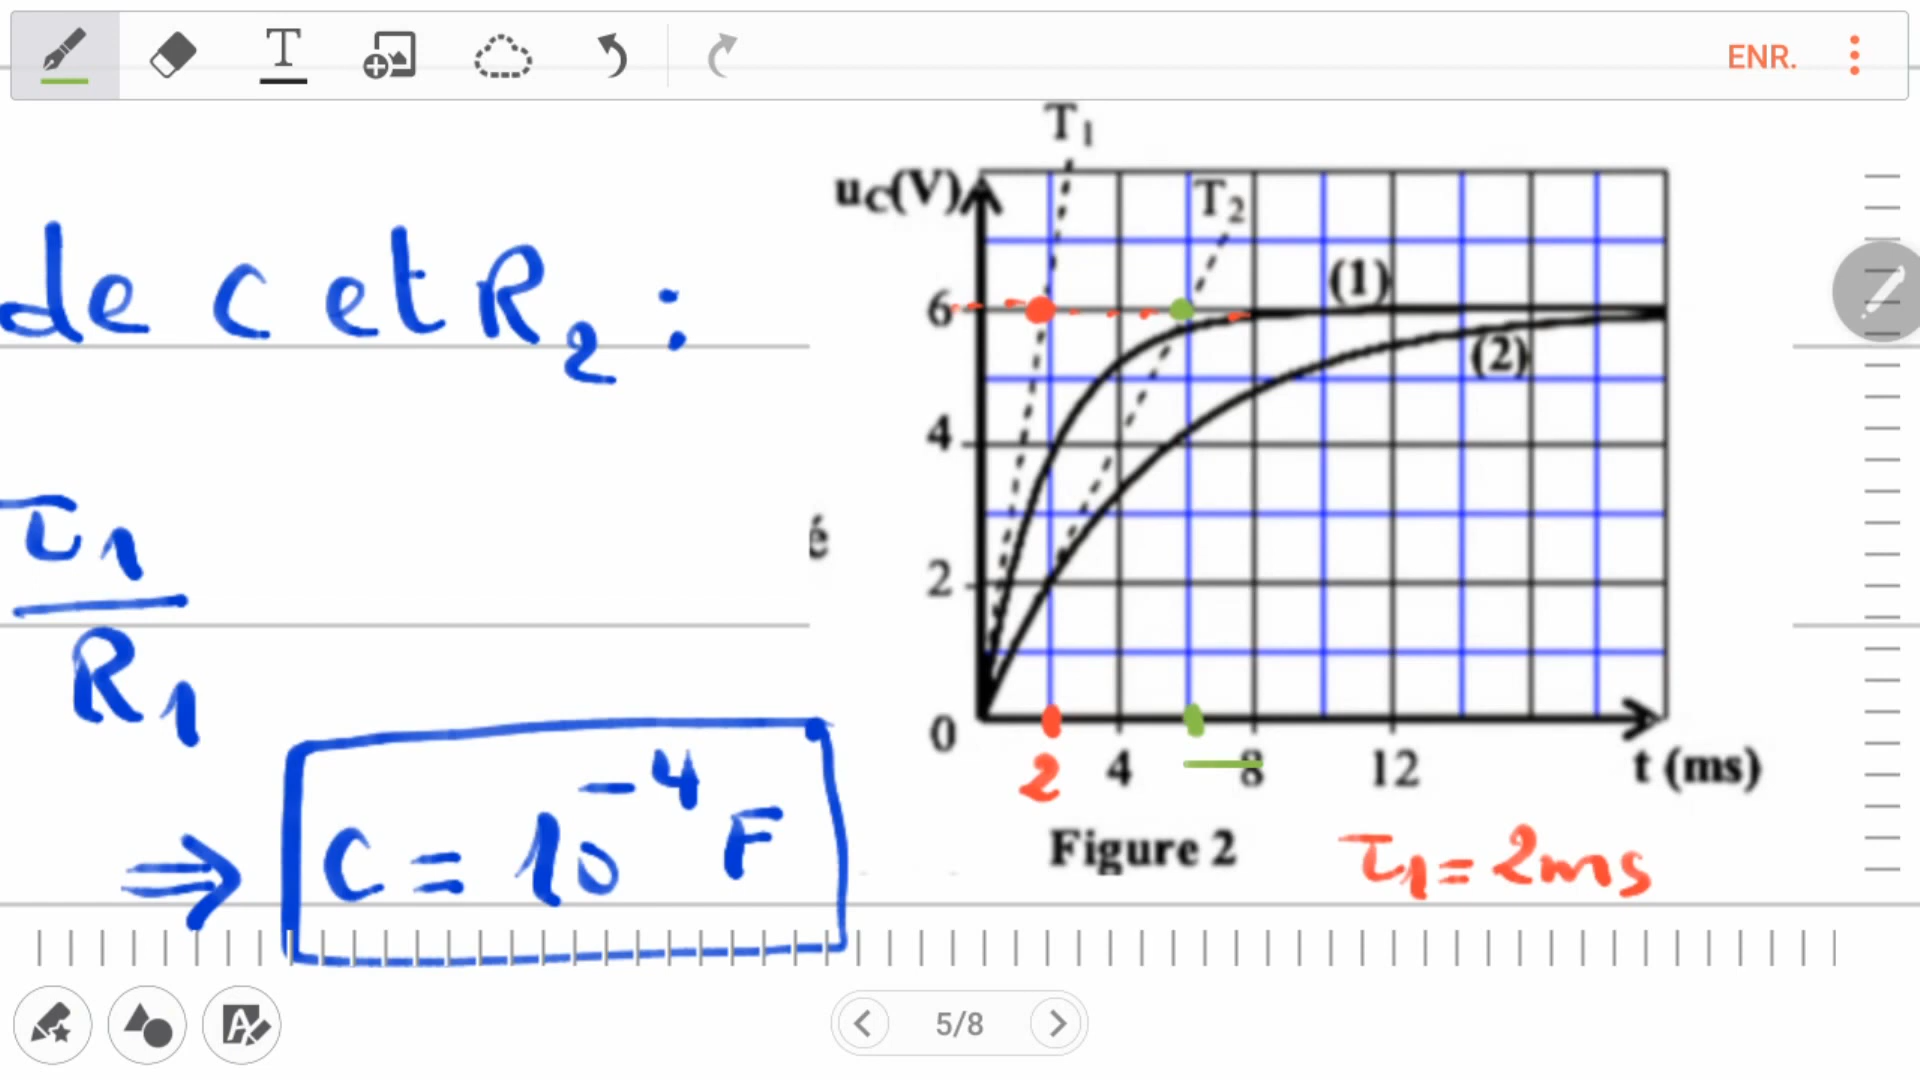 T
ENR.
T1
uC(V)
T2
de C et R2 :
6
(1)
(2)
4
τ1
é
2
R1
0
2
4
8
12
t (ms)
⇒ C = 10^-4 F
Figure 2
τ1 = 2ms
A
5/8